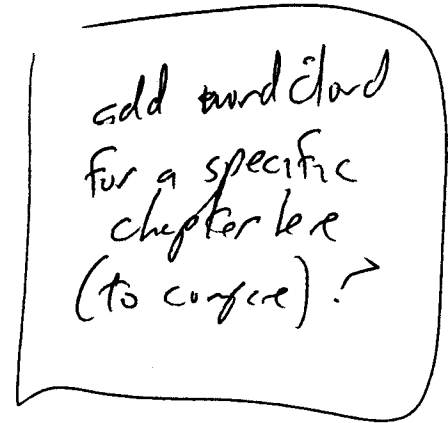 add word cloud
for a specific
chapter here
(to compare)?